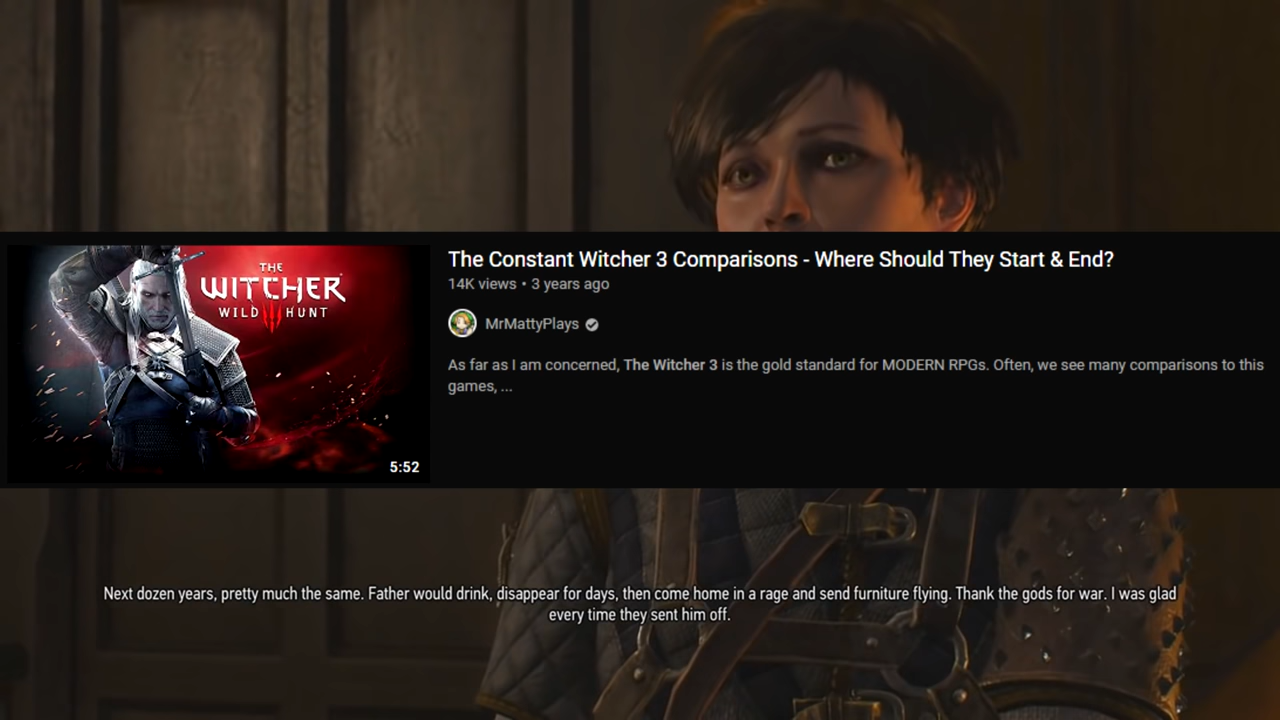 THE
WITCHER
WILD HUNT
5:52
The Constant Witcher 3 Comparisons - Where Should They Start & End?
14K views • 3 years ago
MrMattyPlays
As far as I am concerned, The Witcher 3 is the gold standard for MODERN RPGs. Often, we see many comparisons to this
games, ...
Next dozen years, pretty much the same. Father would drink, disappear for days, then come home in a rage and send furniture flying. Thank the gods for war. I was glad
every time they sent him off.